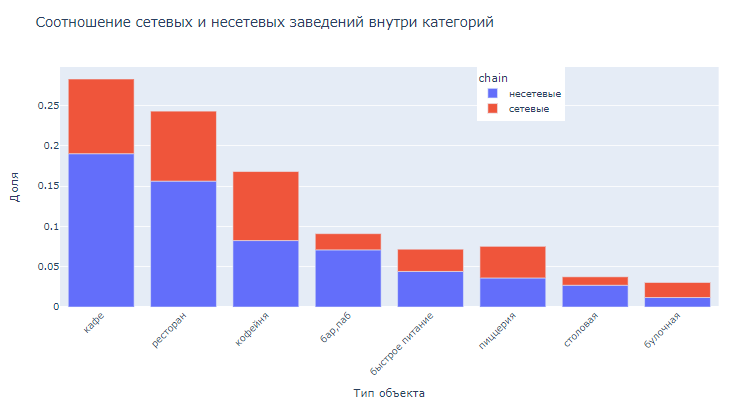 Соотношение сетевых и несетевых заведений внутри категорий
chain
несетевые
сетевые
0.25
0.2
0.15
0.1
0.05
0
Доля
кафе
ресторан
кофейня
бар,паб
быстрое питание
пиццерия
столовая
булочная
Тип объекта